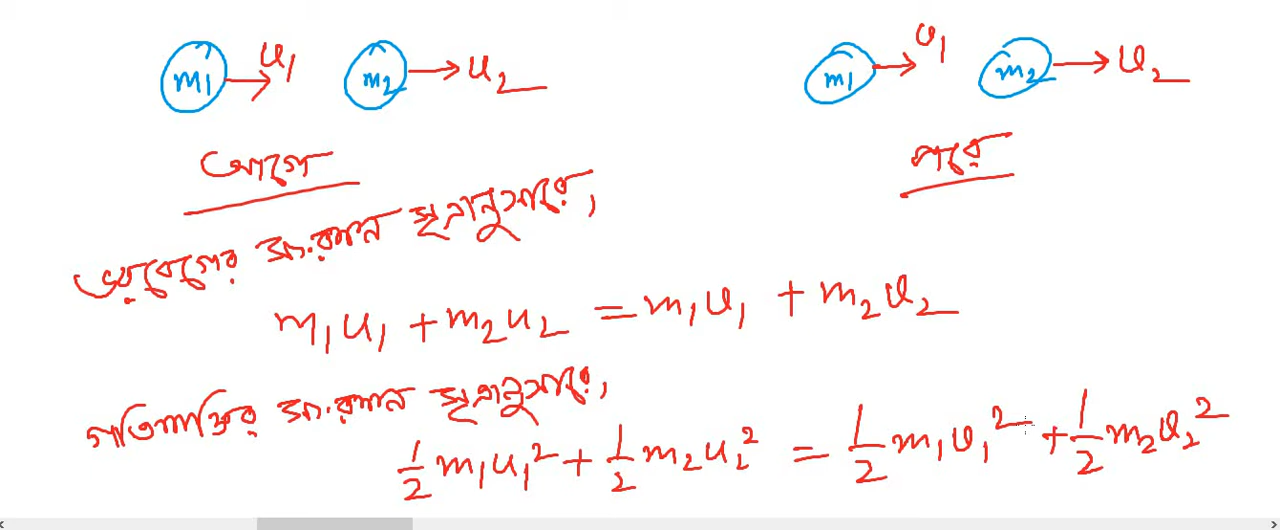 m₁ u₁ m₂ u₂ m₁ v₁ m₂ v₂
আগে পরে
ভরবেগের সংরক্ষণ সূত্রানুসারে,
m₁u₁ + m₂u₂ = m₁v₁ + m₂v₂
গতিশক্তির সংরক্ষণ সূত্রানুসারে,
½ m₁u₁² + ½ m₂u₂² = ½ m₁v₁² + ½ m₂v₂²